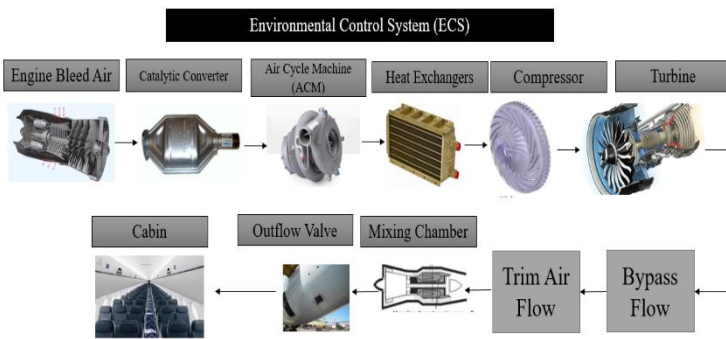 Environmental Control System (ECS)
Engine Bleed Air
Catalytic Converter
Air Cycle Machine
(ACM)
Heat Exchangers
Compressor
Turbine
Cabin
Outflow Valve
Mixing Chamber
Trim Air
Flow
Bypass
Flow